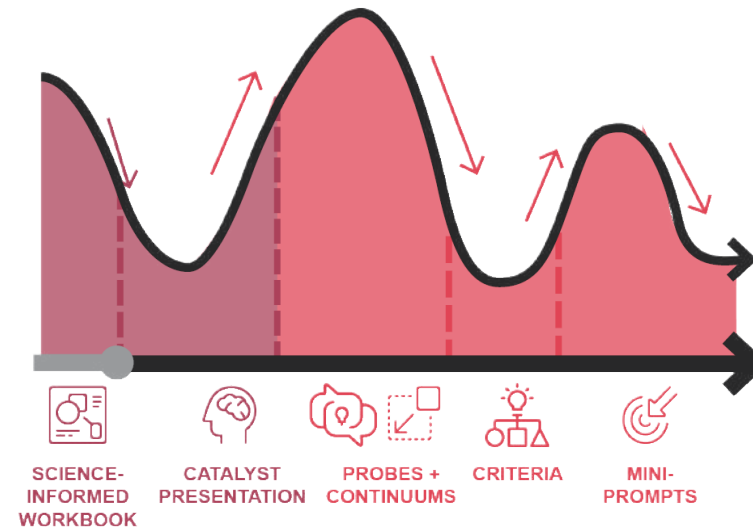 SCIENCE-
INFORMED
WORKBOOK
CATALYST
PRESENTATION
PROBES +
CONTINUUMS
CRITERIA
MINI-
PROMPTS